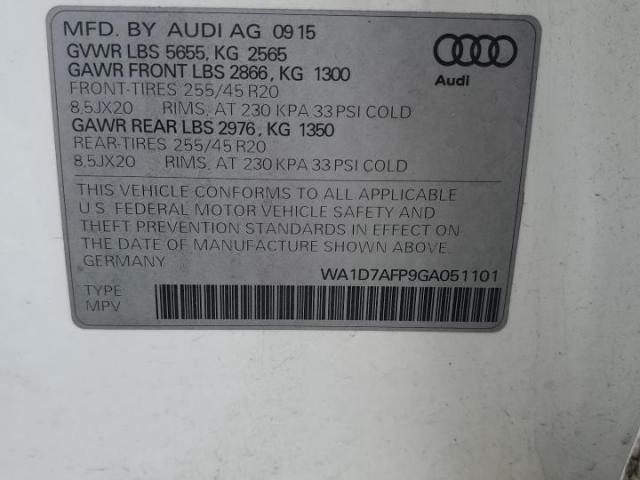 MFD. BY AUDI AG 09 15
GVWR LBS 5655, KG 2565
GAWR FRONT LBS 2866, KG 1300
FRONT-TIRES 255/45 R20
8,5JX20 RIMS, AT 230 KPA 33 PSI COLD
GAWR REAR LBS 2976, KG 1350
REAR-TIRES 255/45 R20
8,5JX20 RIMS, AT 230 KPA 33 PSI COLD
Audi
THIS VEHICLE CONFORMS TO ALL APPLICABLE
U.S. FEDERAL MOTOR VEHICLE SAFETY AND
THEFT PREVENTION STANDARDS IN EFFECT ON
THE DATE OF MANUFACTURE SHOWN ABOVE.
GERMANY
WA1D7AFP9GA051101
TYPE
MPV